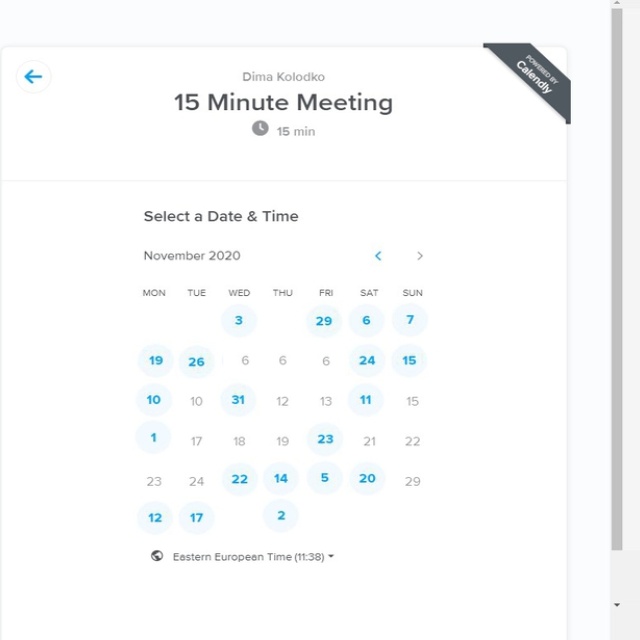 POWERED BY
Calendly
Dima Kolodko
15 Minute Meeting
15 min
Select a Date & Time
November 2020
MON TUE WED THU FRI SAT SUN
3 29 6 7
19 26 6 6 6 24 15
10 10 31 12 13 11 15
1 17 18 19 23 21 22
23 24 22 14 5 20 29
12 17 2
Eastern European Time (11:38)